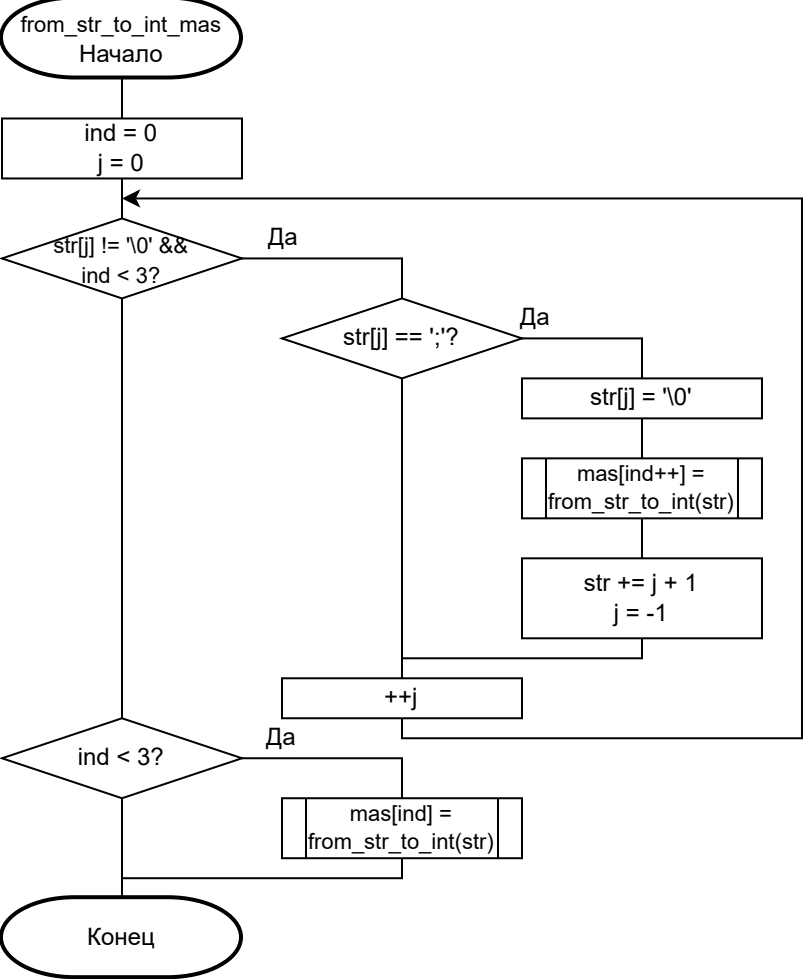 from_str_to_int_mas
Начало
ind = 0
j = 0
str[j] != '\0' &&
ind < 3?
Да
str[j] == ';'?
Да
str[j] = '\0'
mas[ind++] =
from_str_to_int(str)
str += j + 1
j = -1
++j
ind < 3?
Да
mas[ind] =
from_str_to_int(str)
Конец